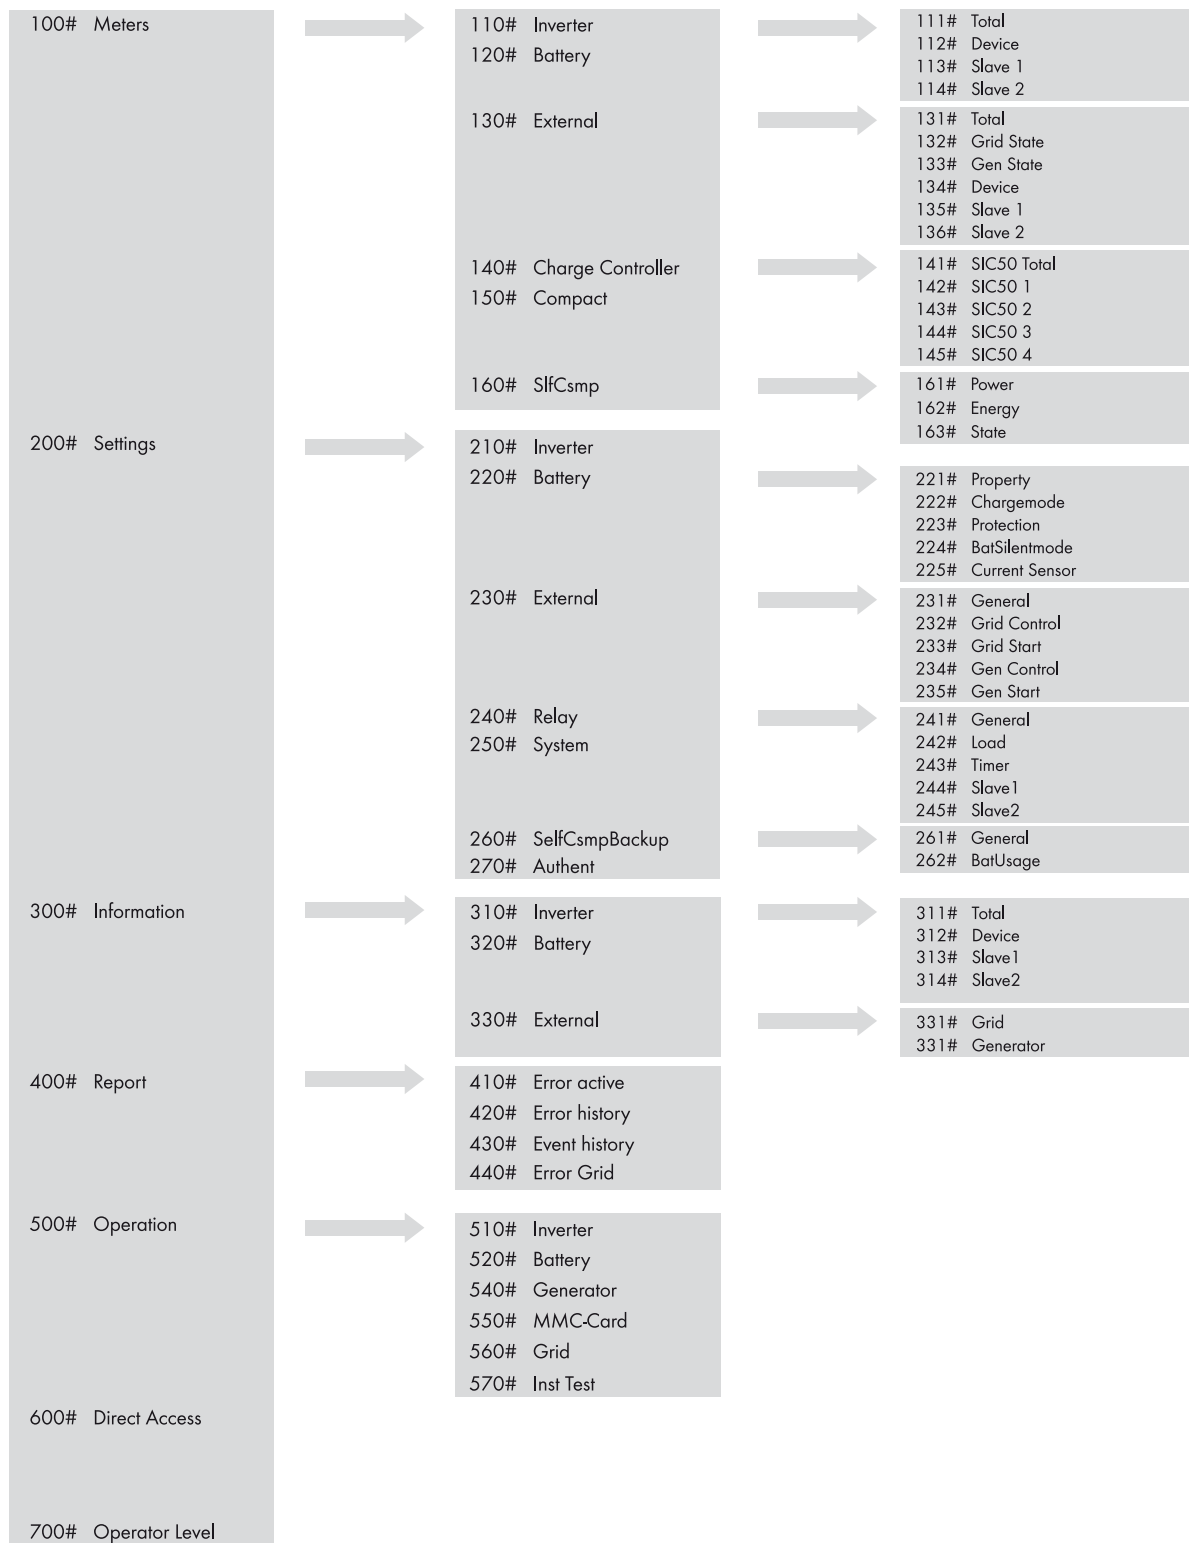 100# Meters
110# Inverter
120# Battery
111# Total
112# Device
113# Slave 1
114# Slave 2
130# External
131# Total
132# Grid State
133# Gen State
134# Device
135# Slave 1
136# Slave 2
140# Charge Controller
150# Compact
141# SIC50 Total
142# SIC50 1
143# SIC50 2
144# SIC50 3
145# SIC50 4
160# SlfCsmp
161# Power
162# Energy
163# State
200# Settings
210# Inverter
220# Battery
221# Property
222# Chargemode
223# Protection
224# BatSilentmode
225# Current Sensor
230# External
231# General
232# Grid Control
233# Grid Start
234# Gen Control
235# Gen Start
240# Relay
250# System
241# General
242# Load
243# Timer
244# Slave1
245# Slave2
260# SelfCsmpBackup
270# Authent
261# General
262# BatUsage
300# Information
310# Inverter
320# Battery
311# Total
312# Device
313# Slave1
314# Slave2
330# External
331# Grid
331# Generator
400# Report
410# Error active
420# Error history
430# Event history
440# Error Grid
500# Operation
510# Inverter
520# Battery
540# Generator
550# MMC-Card
560# Grid
570# Inst Test
600# Direct Access
700# Operator Level